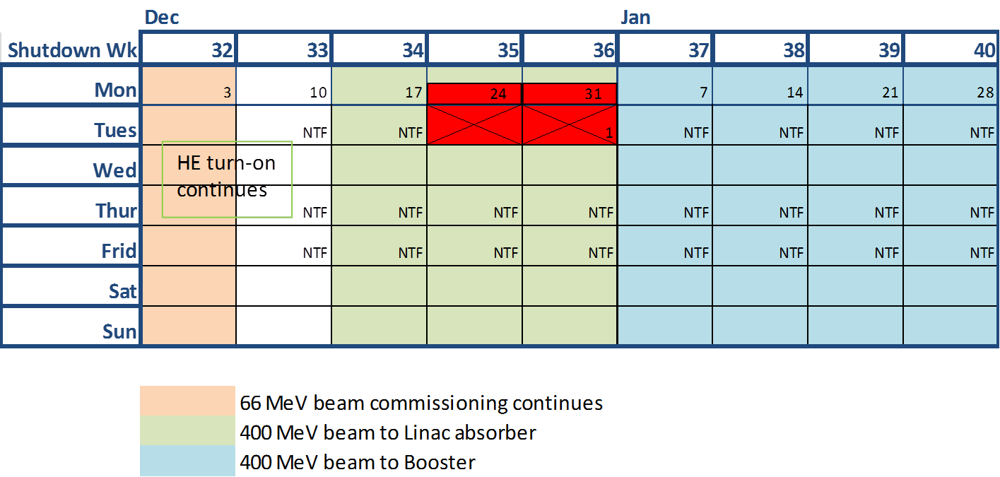 Dec Jan
Shutdown Wk 32 33 34 35 36 37 38 39 40
Mon 3 10 17 24 31 7 14 21 28
Tues NTF NTF 1 NTF NTF NTF NTF
HE turn-on
Wed
continues
Thur NTF NTF NTF NTF NTF NTF NTF NTF
Frid NTF NTF NTF NTF NTF NTF NTF NTF
Sat
Sun
66 MeV beam commissioning continues
400 MeV beam to Linac absorber
400 MeV beam to Booster